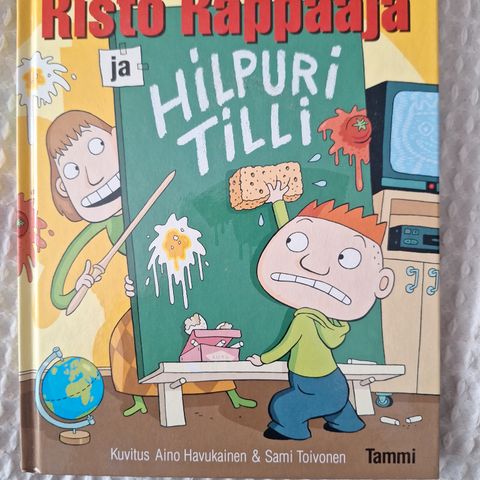 Risto Räppääjä
ja
HiLPURi
TiLLi
Kuvitus Aino Havukainen & Sami Toivonen
Tammi